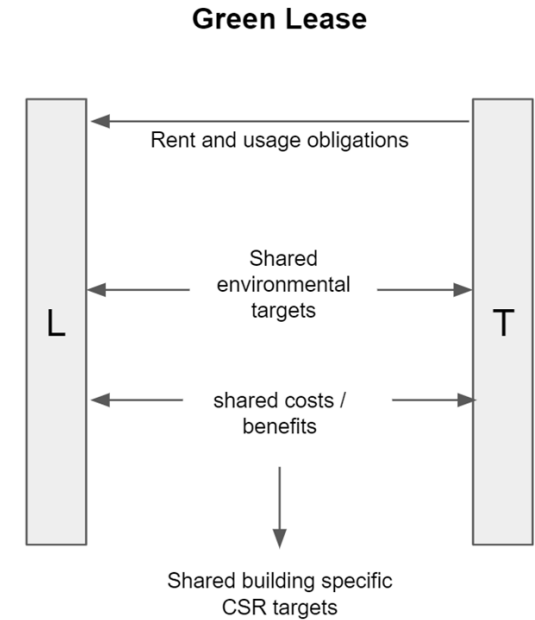 Green Lease
Rent and usage obligations
Shared
environmental
targets
L
T
shared costs /
benefits
Shared building specific
CSR targets